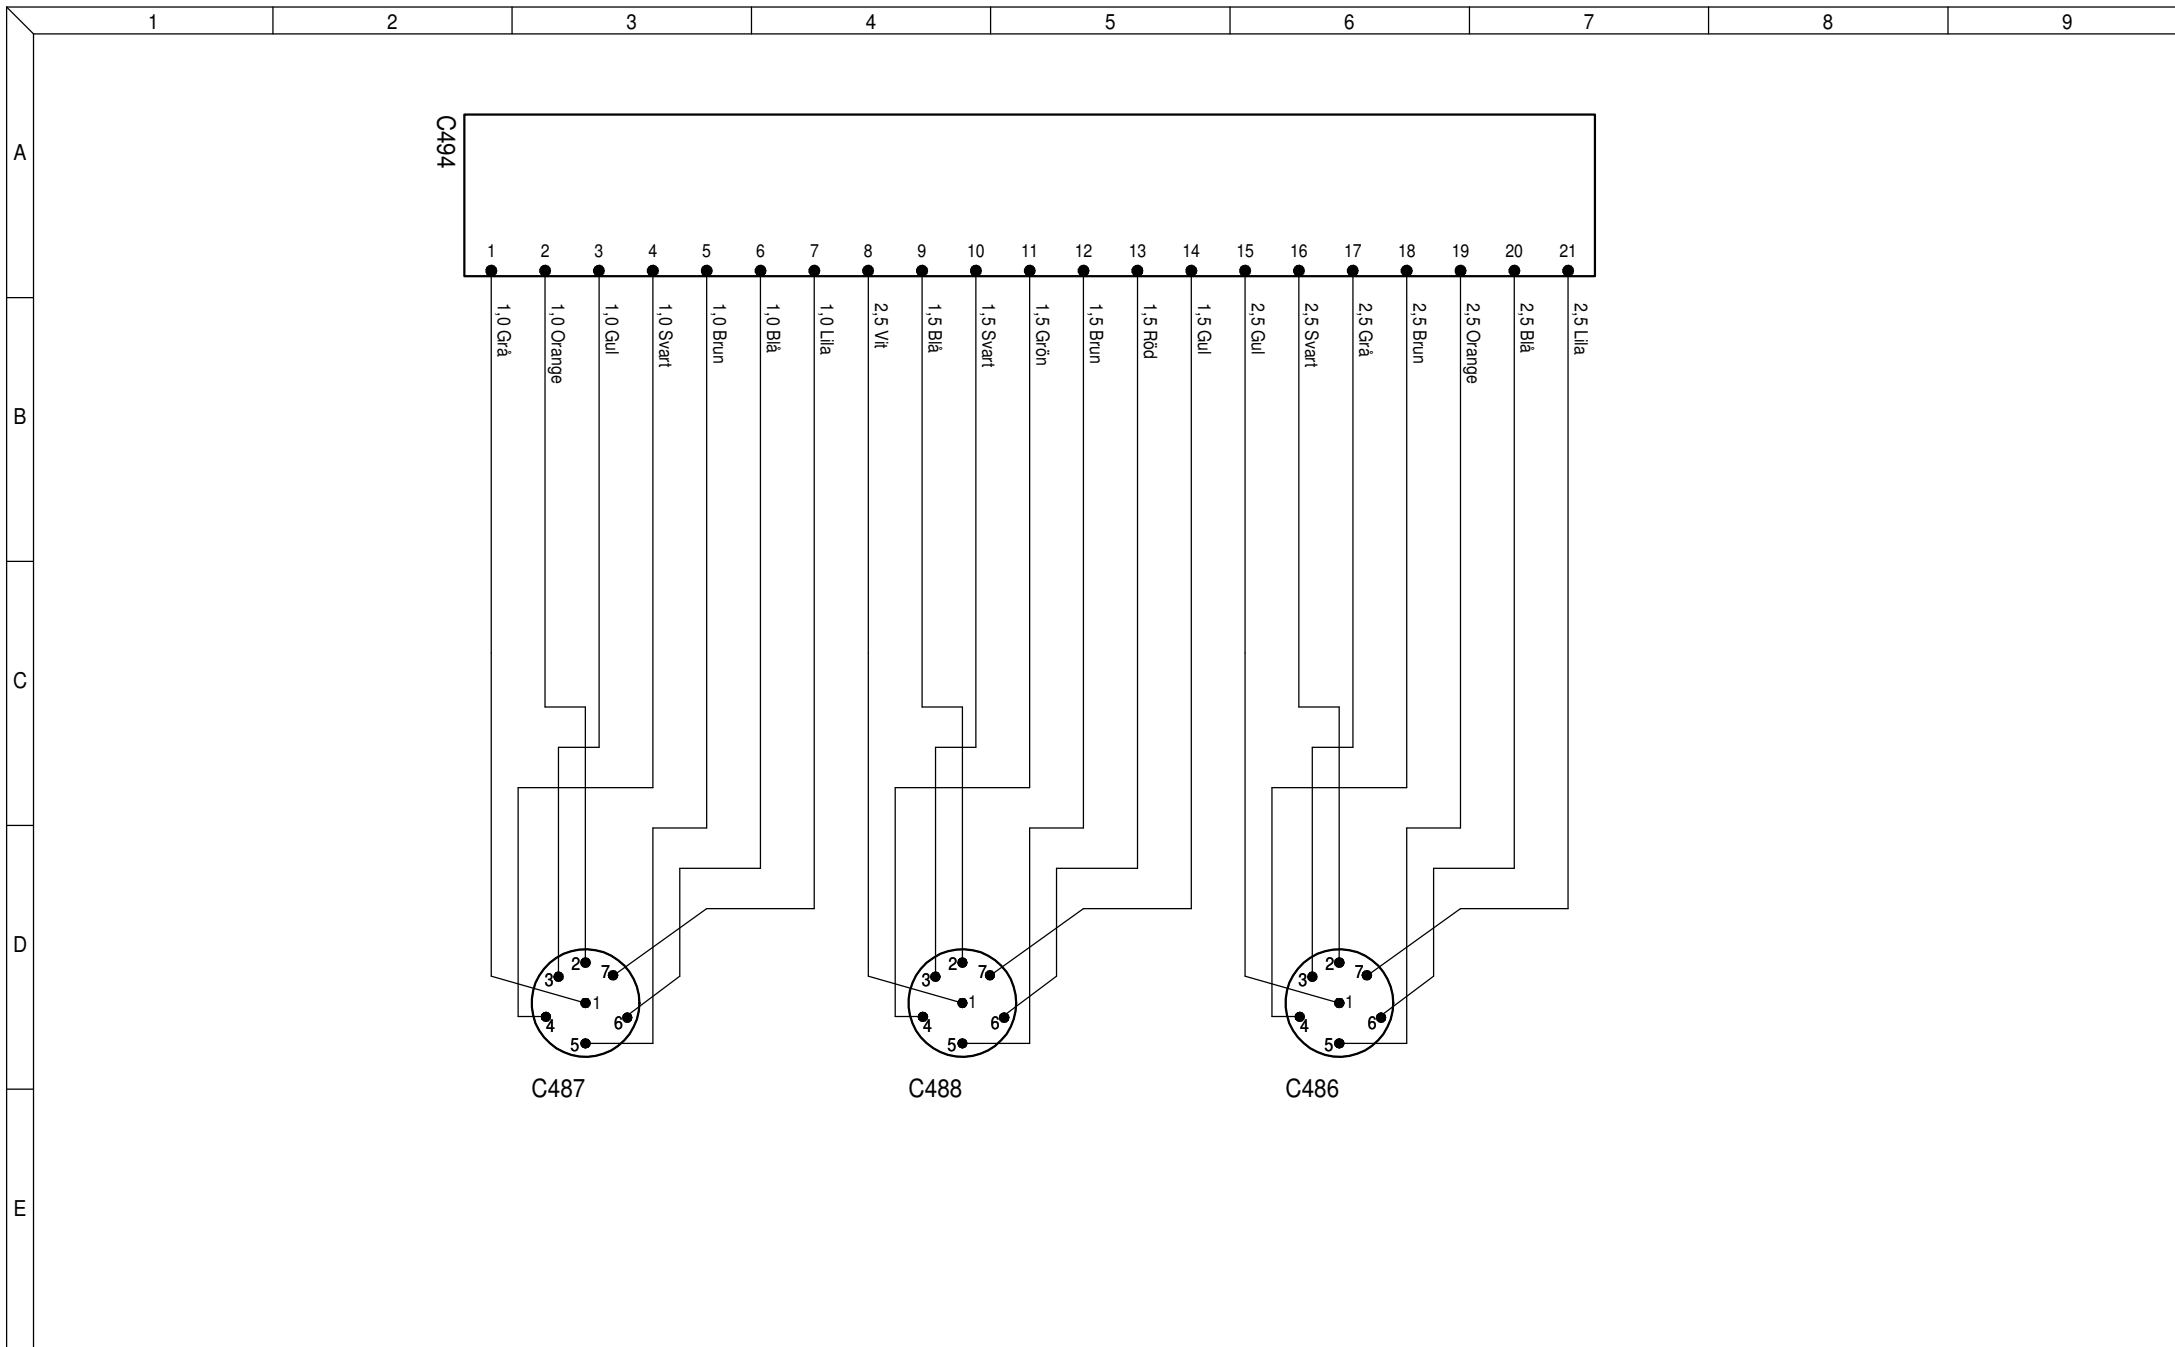 1 2 3 4 5 6 7 8 9
A
C494
1 2 3 4 5 6 7 8 9 10 11 12 13 14 15 16 17 18 19 20 21
1,0 Grå
1,0 Orange
1,0 Gul
1,0 Svart
1,0 Brun
1,0 Blå
1,0 Lila
2,5 Vit
1,5 Blå
1,5 Svart
1,5 Grön
1,5 Brun
1,5 Röd
1,5 Gul
2,5 Gul
2,5 Svart
2,5 Grå
2,5 Brun
2,5 Orange
2,5 Blå
2,5 Lila
B
C
D
2
3
7
1
4
6
5
C487
2
3
7
1
4
6
5
C488
2
3
7
1
4
6
5
C486
E